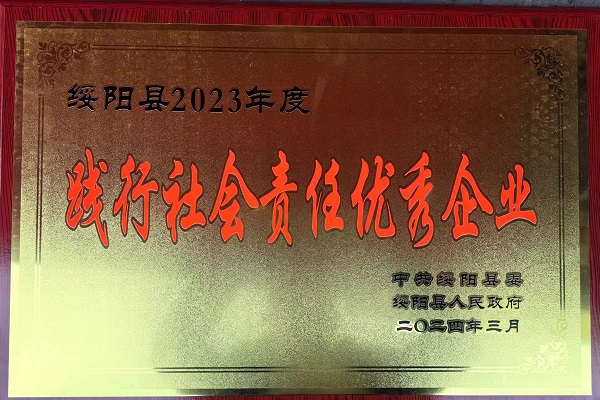 绥阳县2023年度
践行社会责任优秀企业
中共绥阳县委
绥阳县人民政府
二〇二四年三月